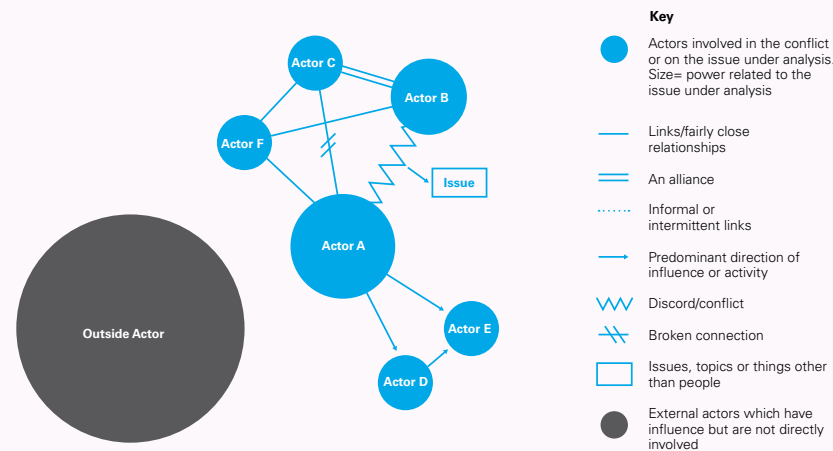 Actor C
Actor B
Actor F
Issue
Actor A
Outside Actor
Actor E
Actor D
Key
Actors involved in the conflict
or on the issue under analysis.
Size= power related to the
issue under analysis
Links/fairly close
relationships
An alliance
Informal or
intermittent links
Predominant direction of
influence or activity
Discord/conflict
Broken connection
Issues, topics or things other
than people
External actors which have
influence but are not directly
involved